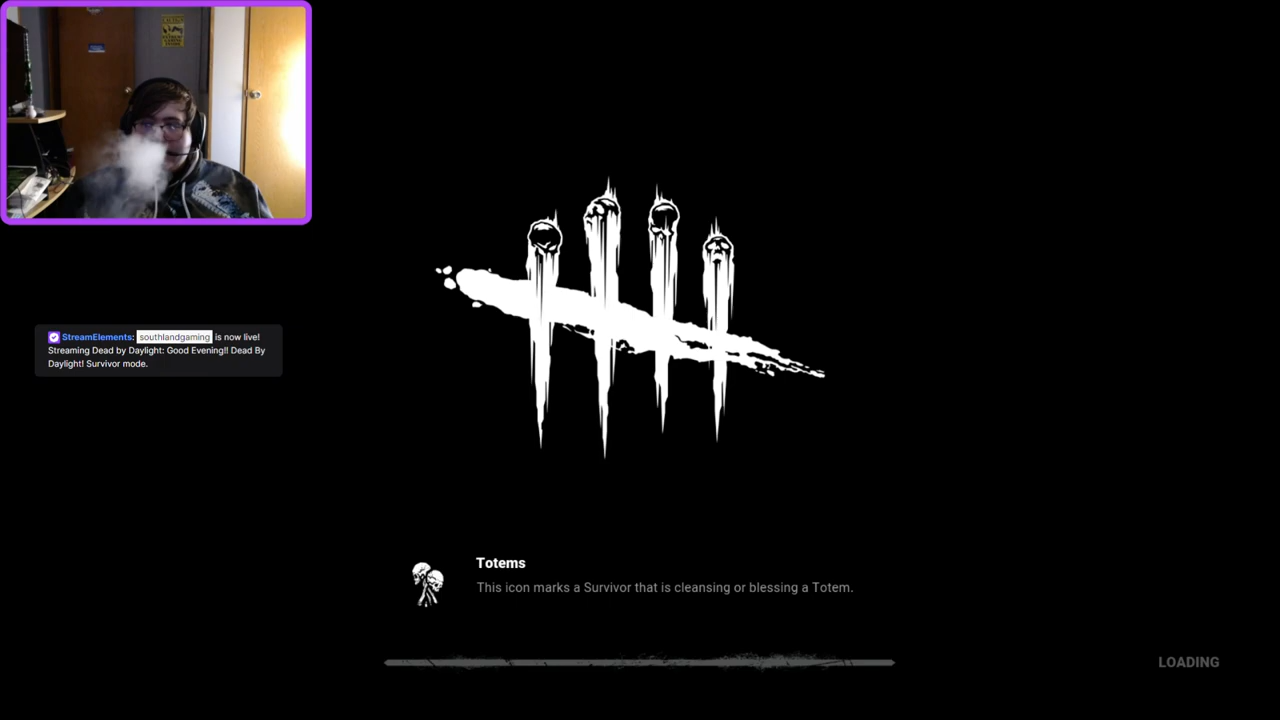 StreamElements: southlandgaming is now live!
Streaming Dead by Daylight: Good Evening!! Dead By
Daylight! Survivor mode.
Totems
This icon marks a Survivor that is cleansing or blessing a Totem.
LOADING